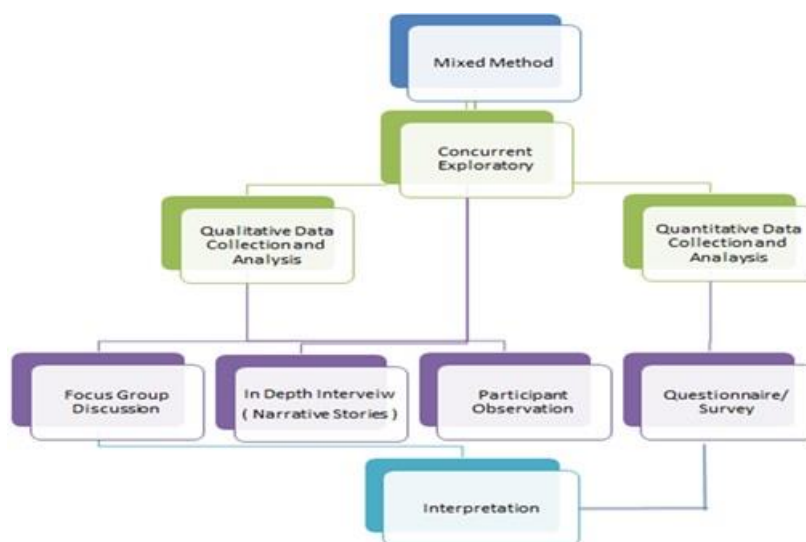 Mixed Method
Concurrent
Exploratory
Qualitative Data
Collection and
Analysis
Quantitative Data
Collection and
Analaysis
Focus Group
Discussion
In Depth Interveiw
( Narrative Stories )
Participant
Observation
Questionnaire/
Survey
Interpretation